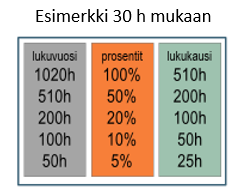 Esimerkki 30 h mukaan
lukuvuosi prosentit lukukausi
1020h 100% 510h
510h 50% 200h
200h 20% 100h
100h 10% 50h
50h 5% 25h